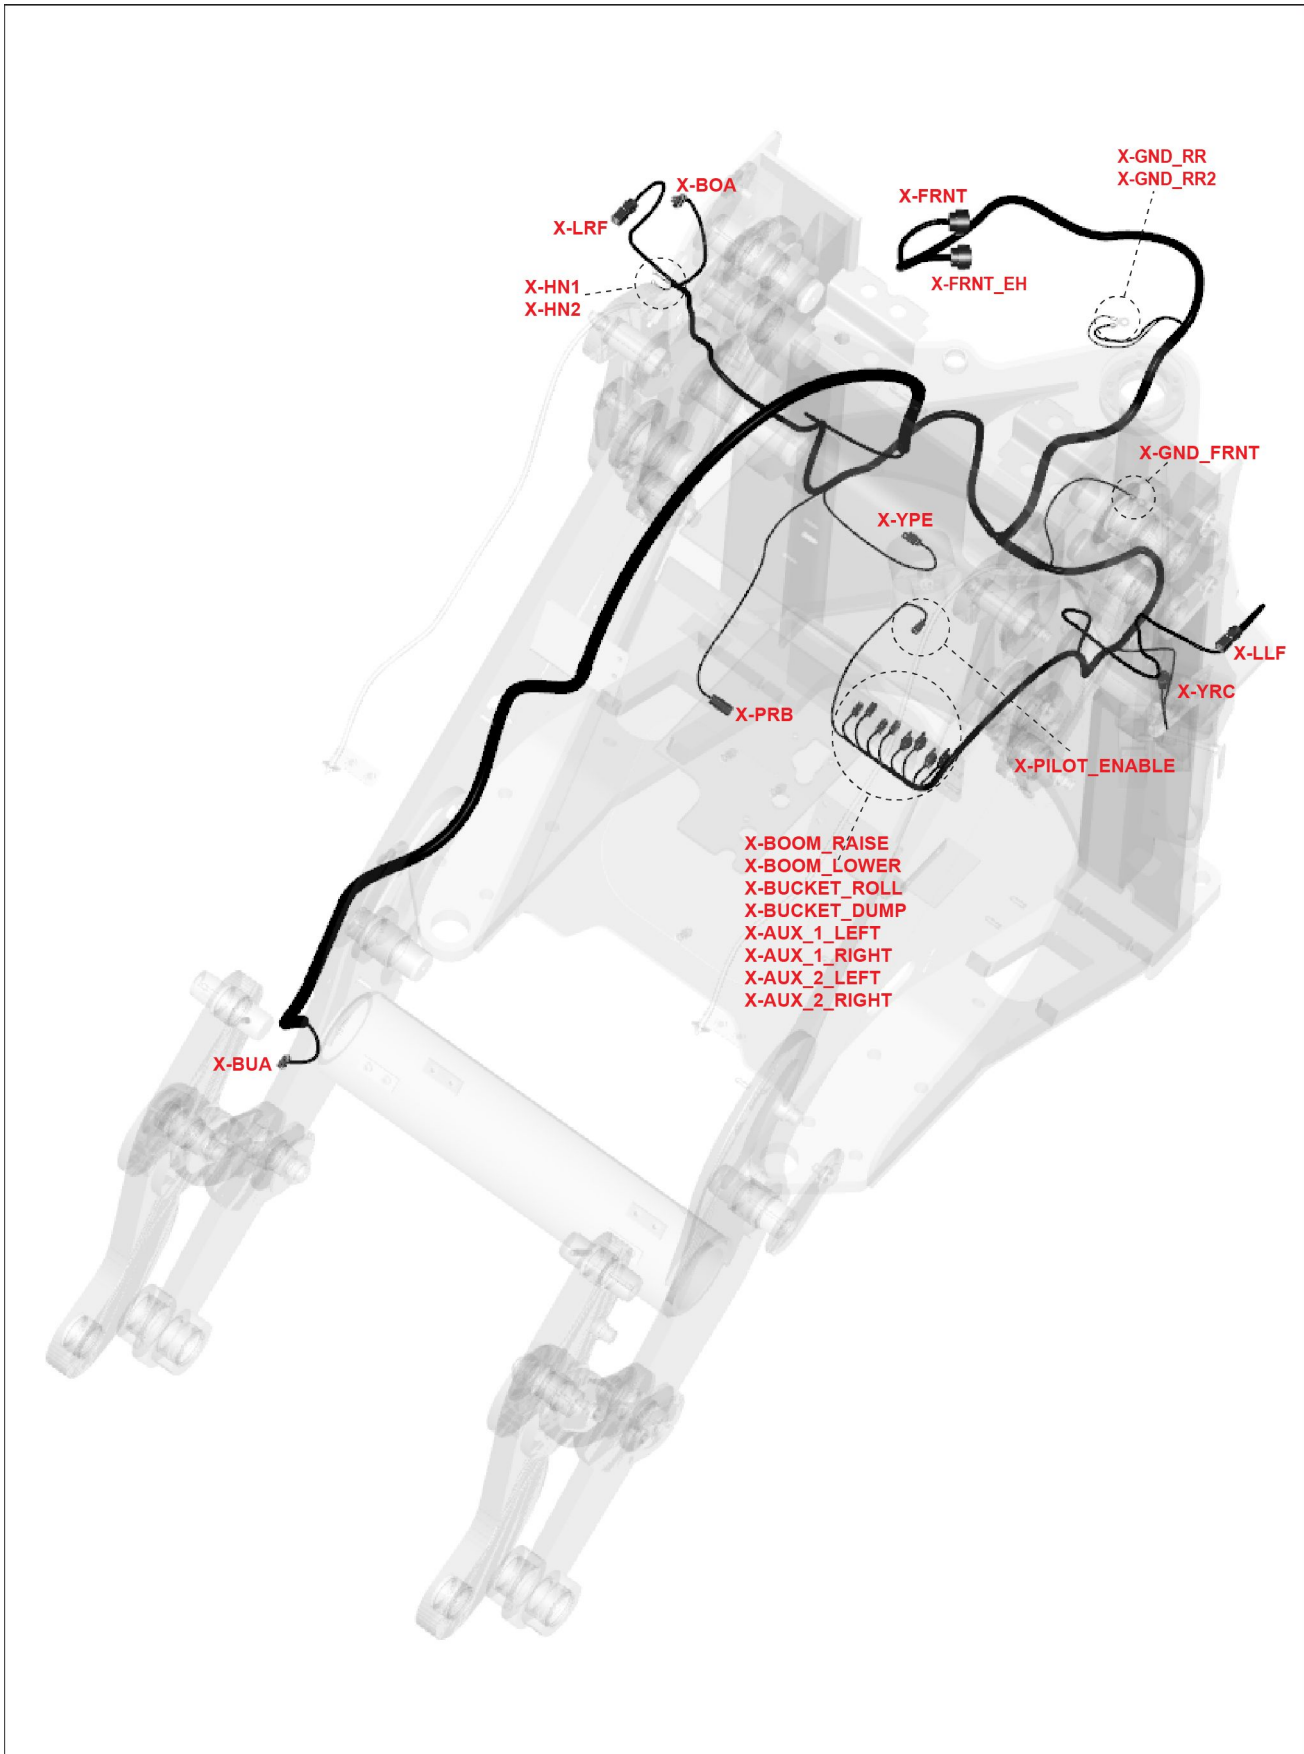 X-GND_RR
X-GND_RR2
X-BOA
X-FRNT
X-LRF
X-FRNT_EH
X-HN1
X-HN2
X-GND_FRNT
X-YPE
X-LLF
X-YRC
X-PRB
X-PILOT_ENABLE
X-BOOM_RAISE
X-BOOM_LOWER
X-BUCKET_ROLL
X-BUCKET_DUMP
X-AUX_1_LEFT
X-AUX_1_RIGHT
X-AUX_2_LEFT
X-AUX_2_RIGHT
X-BUA